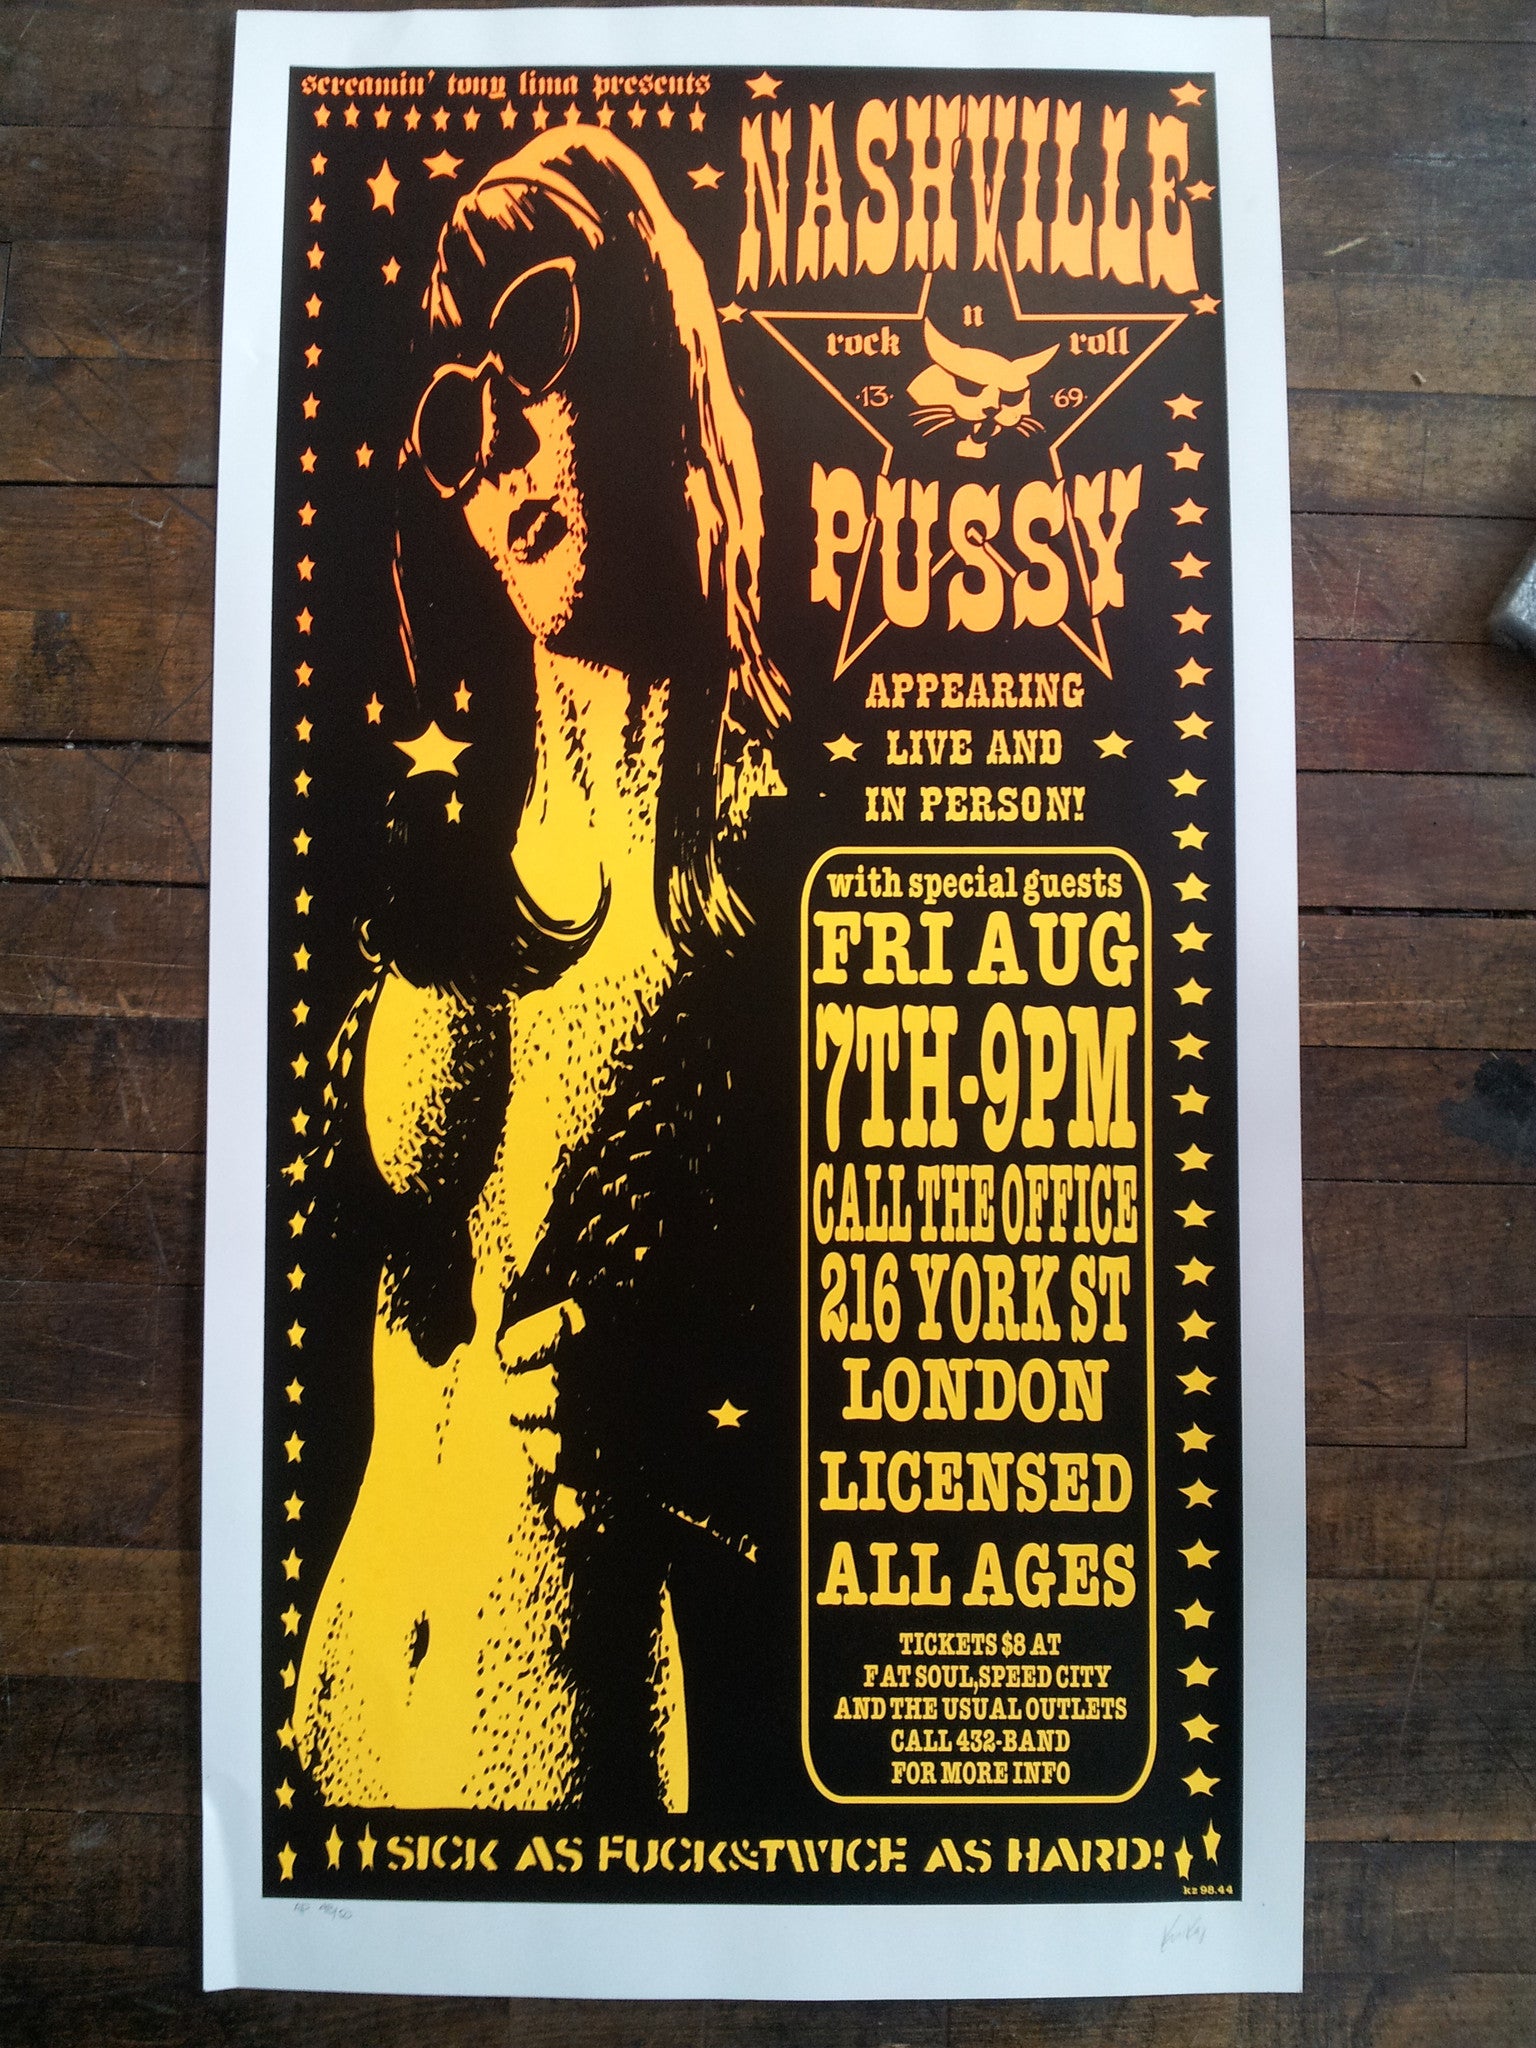 screamin' tony lima presents
NASHVILLE
rock n roll
·13· ·69·
PUSSY
APPEARING
LIVE AND
IN PERSON!
with special guests
FRI AUG
7TH-9PM
CALL THE OFFICE
216 YORK ST
LONDON
LICENSED
ALL AGES
TICKETS $8 AT
FAT SOUL,SPEED CITY
AND THE USUAL OUTLETS
CALL 432-BAND
FOR MORE INFO
SICK AS FUCK&TWICE AS HARD!
kz 98.44
AP